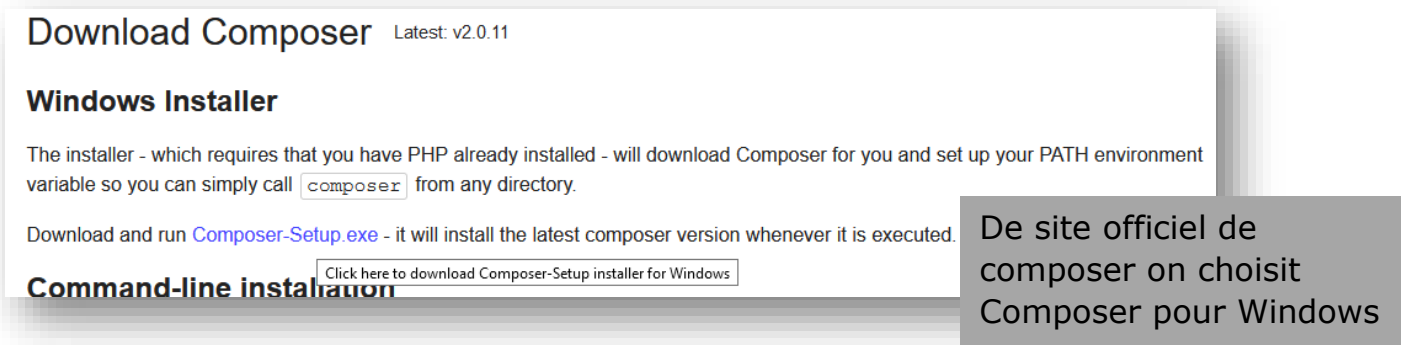 Download Composer Latest: v2.0.11
Windows Installer
The installer - which requires that you have PHP already installed - will download Composer for you and set up your PATH environment
variable so you can simply call composer from any directory.
Download and run Composer-Setup.exe - it will install the latest composer version whenever it is executed.
Click here to download Composer-Setup installer for Windows
Command-line installation
De site officiel de
composer on choisit
Composer pour Windows